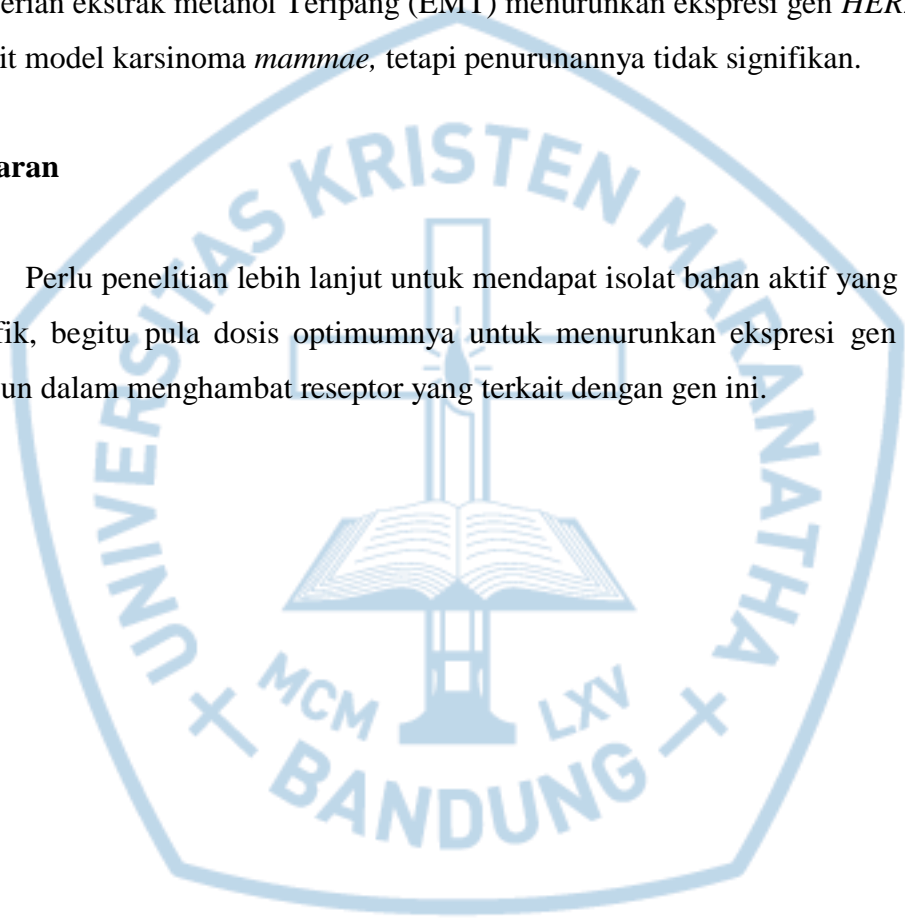 erian ekstrak metanol Teripang (EMT) menurunkan ekspresi gen HER
it model karsinoma mammae, tetapi penurunannya tidak signifikan.
aran
Perlu penelitian lebih lanjut untuk mendapat isolat bahan aktif yang
fik, begitu pula dosis optimumnya untuk menurunkan ekspresi gen
un dalam menghambat reseptor yang terkait dengan gen ini.
UNIVERSITAS KRISTEN MARANATHA
MCM LXV
BANDUNG